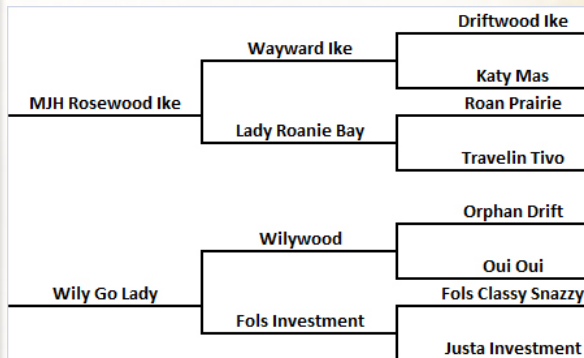 Driftwood Ike
Wayward Ike
Katy Mas
MJH Rosewood Ike
Roan Prairie
Lady Roanie Bay
Travelin Tivo
Orphan Drift
Wilywood
Oui Oui
Wily Go Lady
Fols Classy Snazzy
Fols Investment
Justa Investment